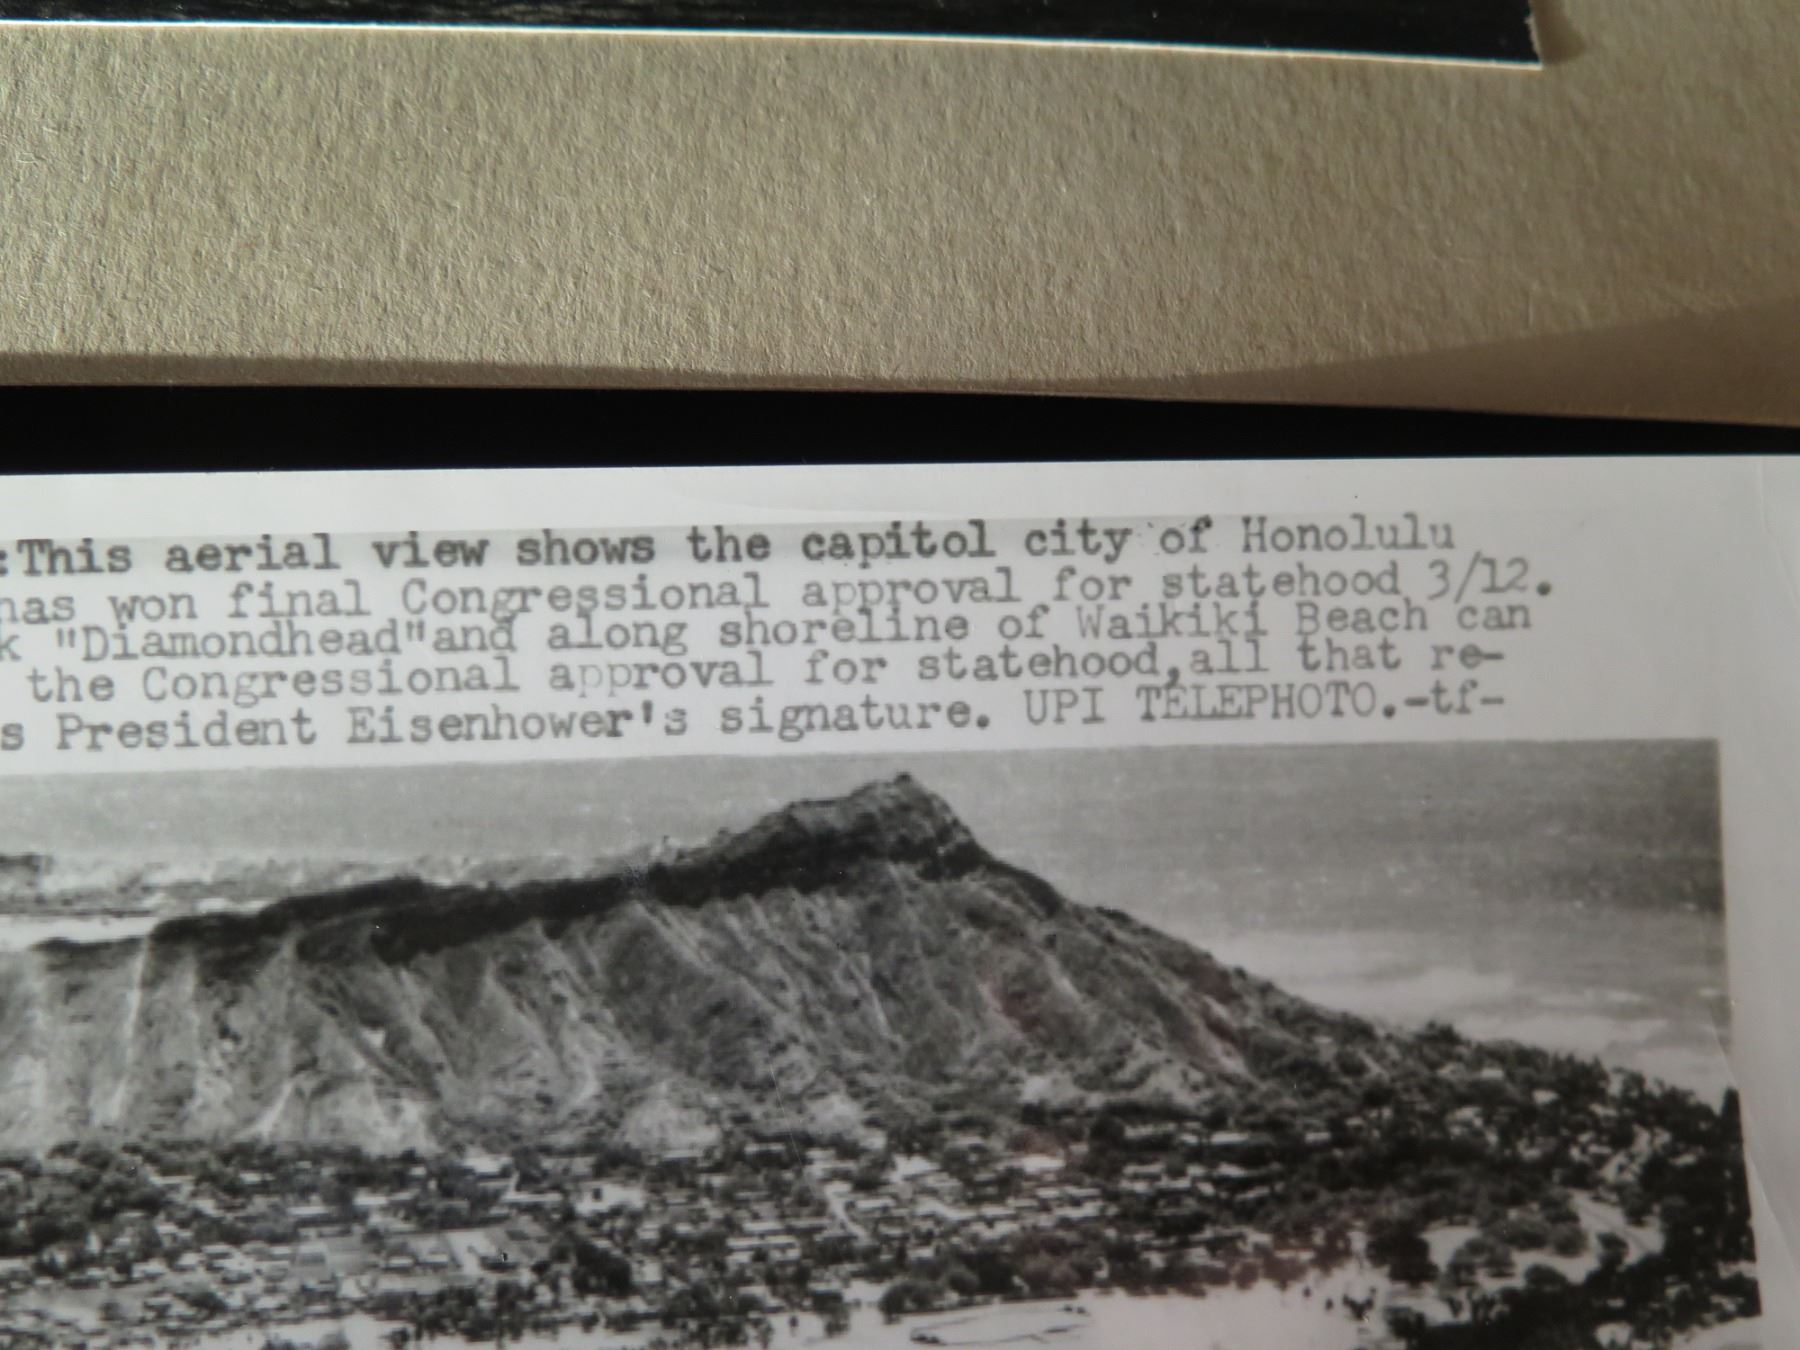 :This aerial view shows the capitol city of Honolulu
has won final Congressional approval for statehood 3/12.
k "Diamondhead"and along shoreline of Waikiki Beach can
the Congressional approval for statehood,all that re-
s President Eisenhower's signature. UPI TELEPHOTO.-tf-